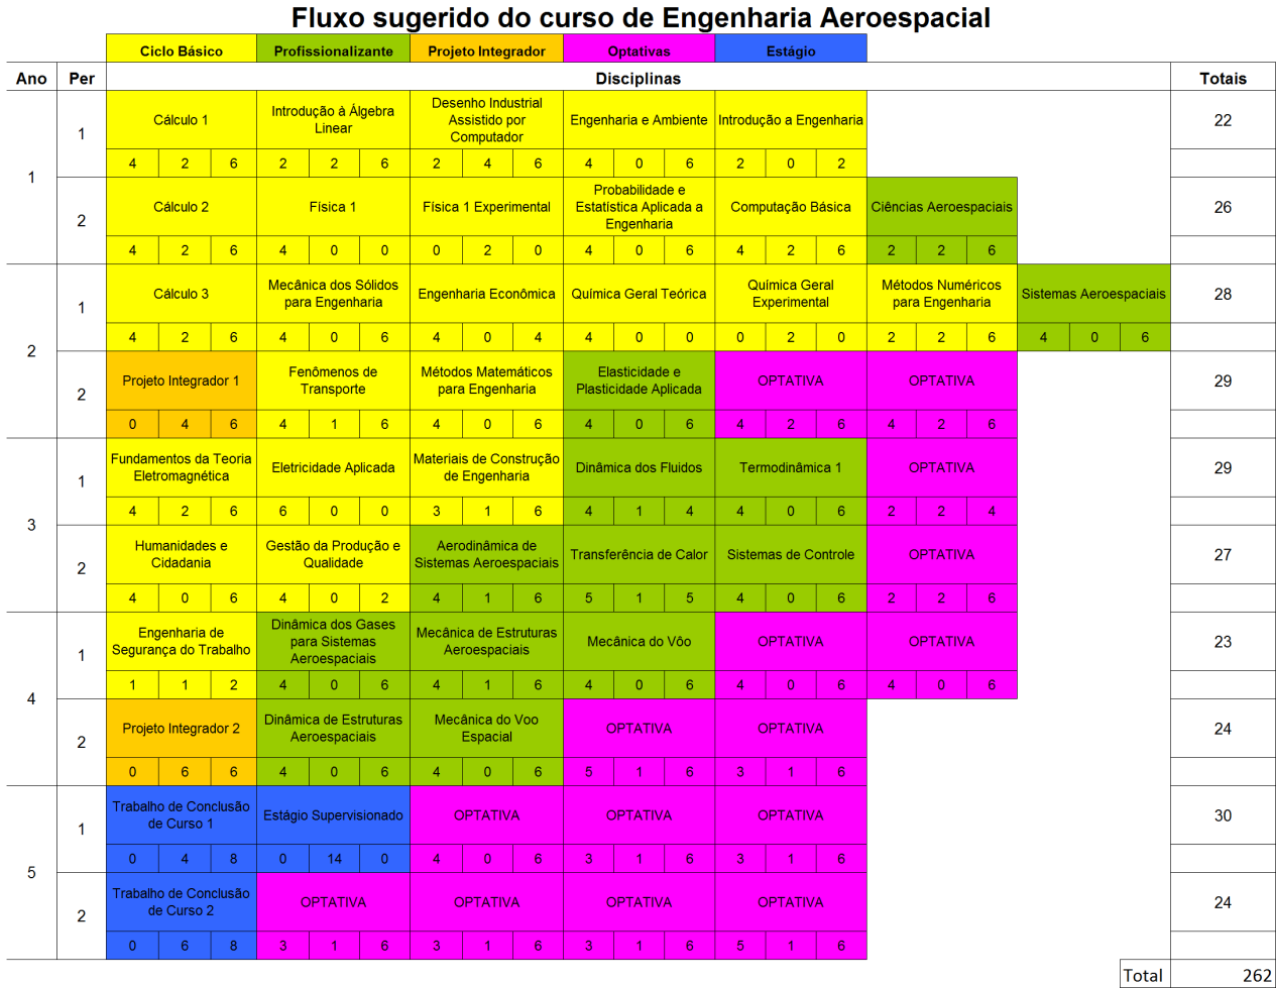 Fluxo sugerido do curso de Engenharia Aeroespacial
Ciclo Básico Profissionalizante Projeto Integrador Optativas Estágio
Ano Per Disciplinas Totais
1
1
Cálculo 1
Introdução à Álgebra
Linear
Desenho Industrial
Assistido por
Computador
Engenharia e Ambiente
Introdução a Engenharia
22
4 2 6 2 2 6 2 4 6 4 0 6 2 0 2
2
Cálculo 2
Física 1
Física 1 Experimental
Probabilidade e
Estatística Aplicada a
Engenharia
Computação Básica
Ciências Aeroespaciais
26
4 2 6 4 0 0 0 2 0 4 0 6 4 2 6 2 2 6
2
1
Cálculo 3
Mecânica dos Sólidos
para Engenharia
Engenharia Econômica
Química Geral Teórica
Química Geral
Experimental
Métodos Numéricos
para Engenharia
Sistemas Aeroespaciais
28
4 2 6 4 0 6 4 0 4 4 0 0 0 2 0 2 2 6 4 0 6
2
Projeto Integrador 1
Fenômenos de
Transporte
Métodos Matemáticos
para Engenharia
Elasticidade e
Plasticidade Aplicada
OPTATIVA
OPTATIVA
29
0 4 6 4 1 6 4 0 6 4 0 6 4 2 6 4 2 6
3
1
Fundamentos da Teoria
Eletromagnética
Eletricidade Aplicada
Materiais de Construção
de Engenharia
Dinâmica dos Fluidos
Termodinâmica 1
OPTATIVA
29
4 2 6 6 0 0 3 1 6 4 1 4 4 0 6 2 2 4
2
Humanidades e
Cidadania
Gestão da Produção e
Qualidade
Aerodinâmica de
Sistemas Aeroespaciais
Transferência de Calor
Sistemas de Controle
OPTATIVA
27
4 0 6 4 0 2 4 1 6 5 1 5 4 0 6 2 2 6
4
1
Engenharia de
Segurança do Trabalho
Dinâmica dos Gases
para Sistemas
Aeroespaciais
Mecânica de Estruturas
Aeroespaciais
Mecânica do Vôo
OPTATIVA
OPTATIVA
23
1 1 2 4 0 6 4 1 6 4 0 6 4 0 6 4 0 6
2
Projeto Integrador 2
Dinâmica de Estruturas
Aeroespaciais
Mecânica do Voo
Espacial
OPTATIVA
OPTATIVA
24
0 6 6 4 0 6 4 0 6 5 1 6 3 1 6
5
1
Trabalho de Conclusão
de Curso 1
Estágio Supervisionado
OPTATIVA
OPTATIVA
OPTATIVA
30
0 4 8 0 14 0 4 0 6 3 1 6 3 1 6
2
Trabalho de Conclusão
de Curso 2
OPTATIVA
OPTATIVA
OPTATIVA
OPTATIVA
24
0 6 8 3 1 6 3 1 6 3 1 6 5 1 6
Total 262